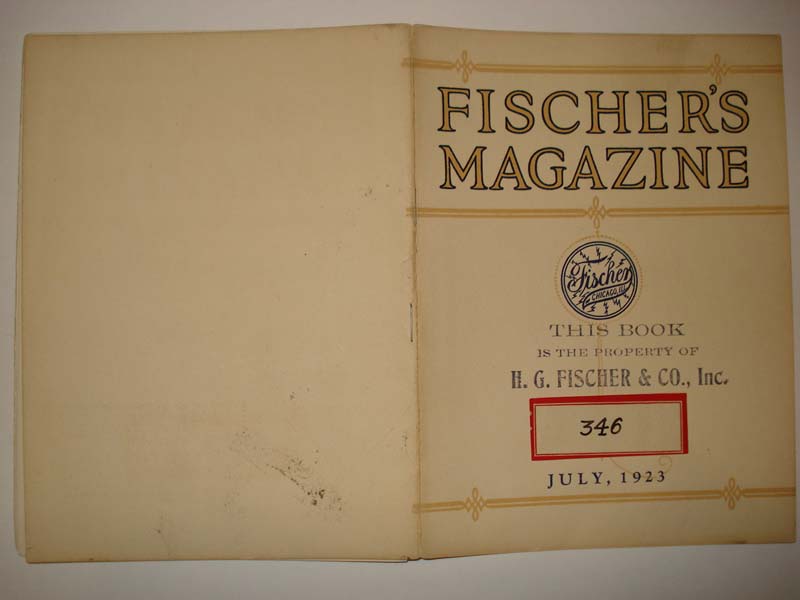 FISCHER'S
MAGAZINE
Fischer
CHICAGO, ILL.
THIS BOOK
IS THE PROPERTY OF
H. G. FISCHER & CO., Inc.
346
JULY, 1923